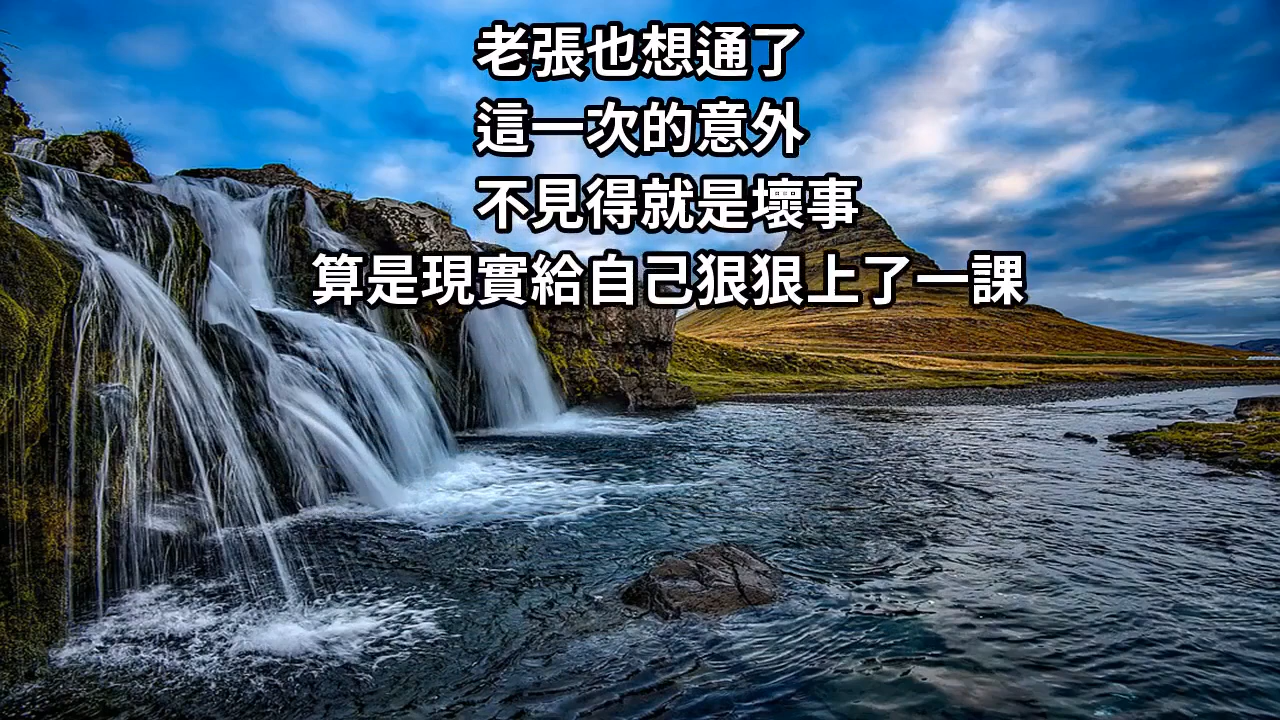 老張也想通了
這一次的意外
不見得就是壞事
算是現實給自己狠狠上了一課